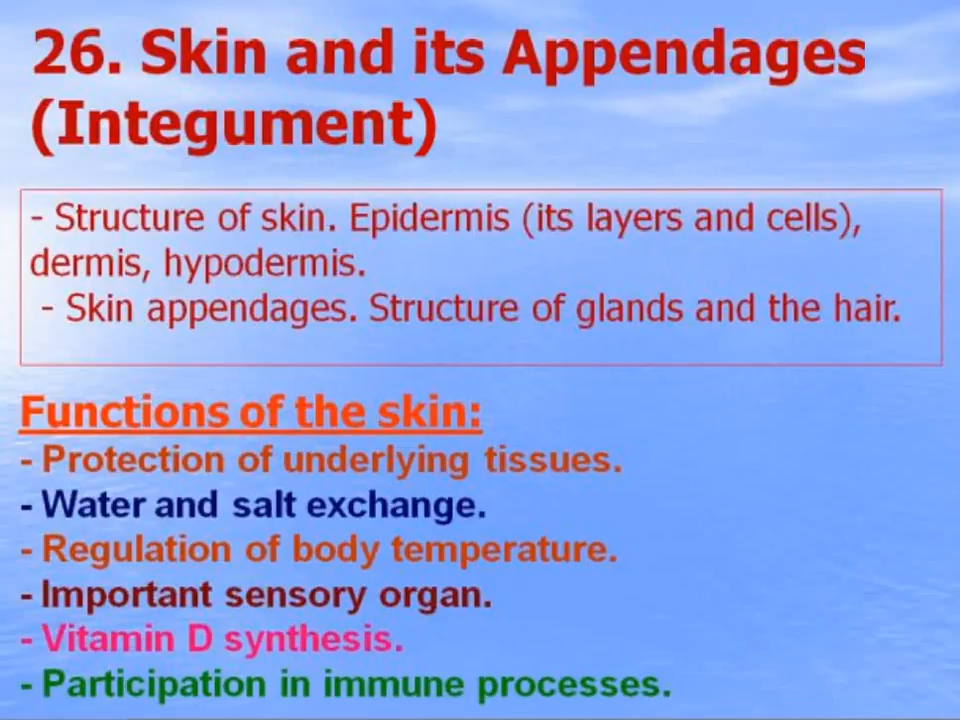 26. Skin and its Appendages
(Integument)
- Structure of skin. Epidermis (its layers and cells),
dermis, hypodermis.
- Skin appendages. Structure of glands and the hair.
Functions of the skin:
- Protection of underlying tissues.
- Water and salt exchange.
- Regulation of body temperature.
- Important sensory organ.
- Vitamin D synthesis.
- Participation in immune processes.